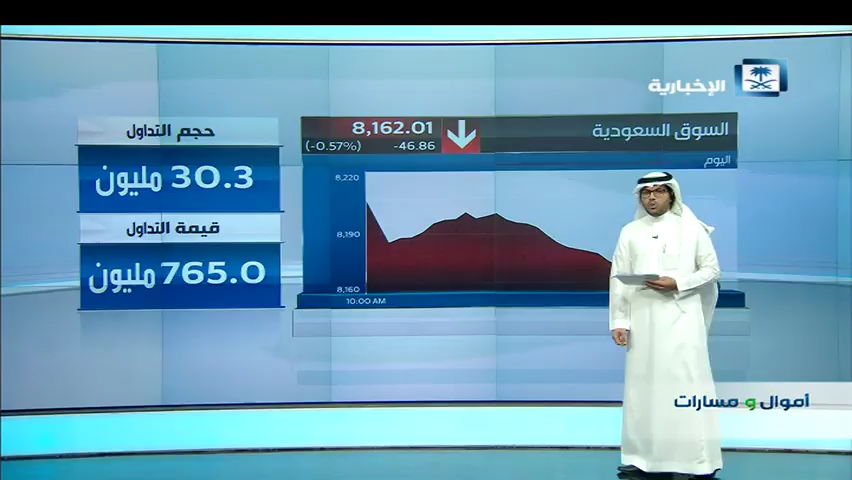 الإخبارية
السوق السعودية
8,162.01
-46.86
(-0.57%)
اليوم
8,220
8,190
8,160
10:00 AM
حجم التداول
30.3 مليون
قيمة التداول
765.0 مليون
أموال و مسارات